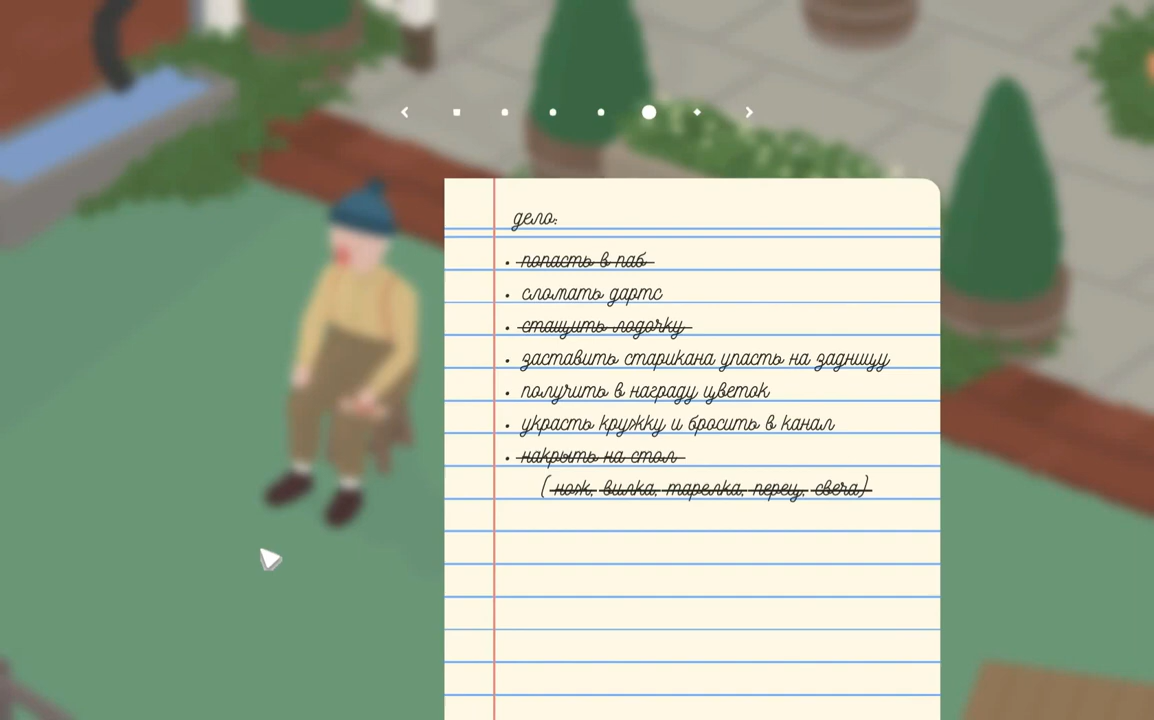 дело:
• попасть в паб
• сломать дартс
• стащить лодочку
• заставить старикана упасть на задницу
• получить в награду цветок
• украсть кружку и бросить в канал
• накрыть на стол
(нож, вилка, тарелка, перец, свеча)